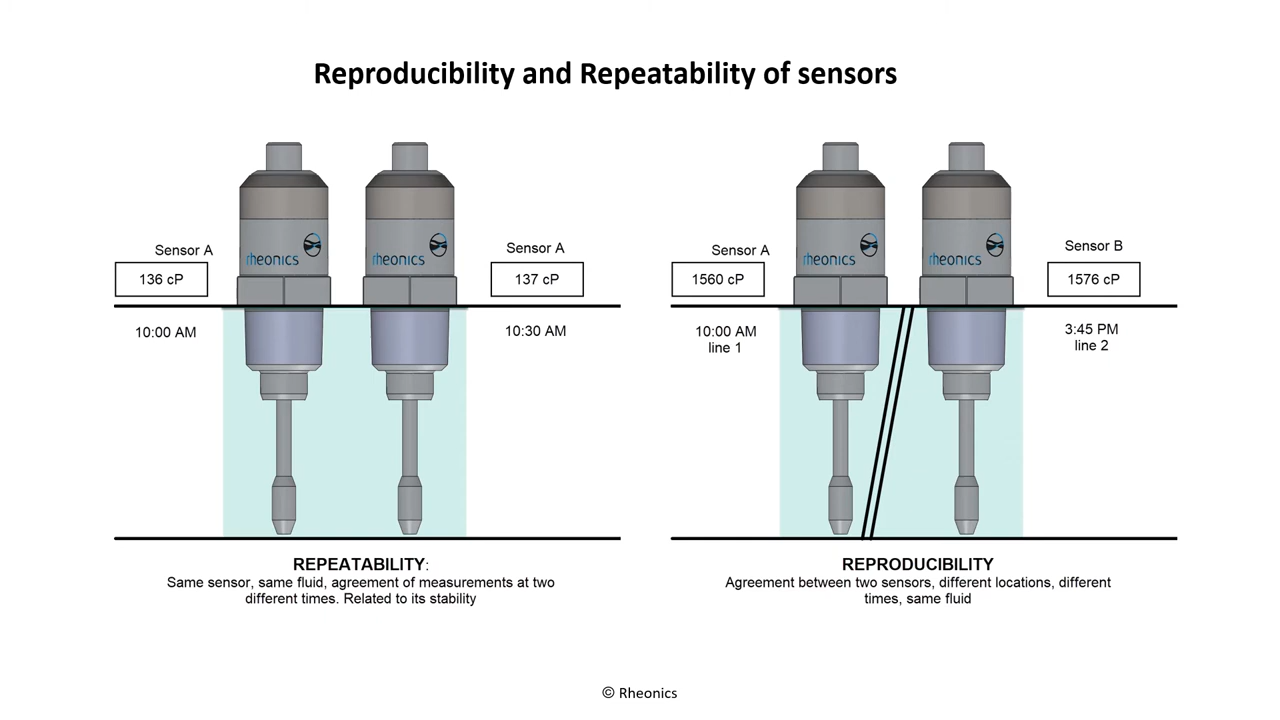 Reproducibility and Repeatability of sensors
Sensor A
136 cP
10:00 AM
rheonics
rheonics
Sensor A
137 cP
10:30 AM
REPEATABILITY:
Same sensor, same fluid, agreement of measurements at two
different times. Related to its stability
Sensor A
1560 cP
10:00 AM
line 1
rheonics
rheonics
Sensor B
1576 cP
3:45 PM
line 2
REPRODUCIBILITY
Agreement between two sensors, different locations, different
times, same fluid
© Rheonics